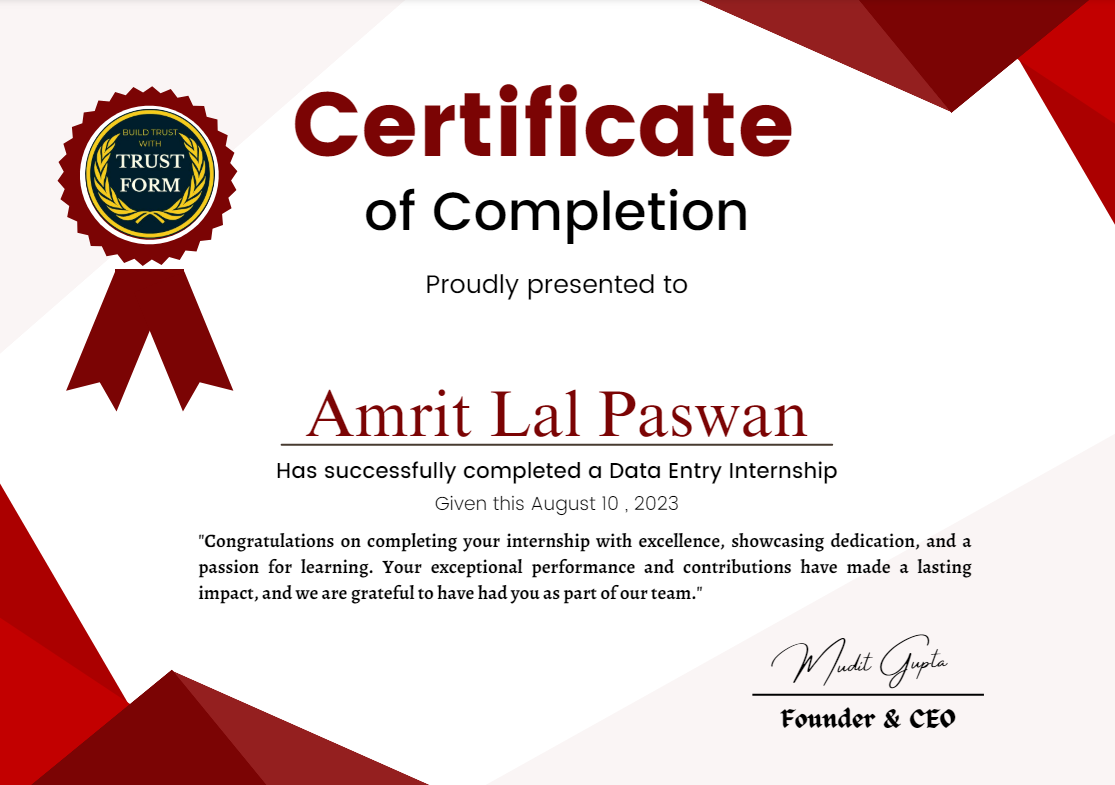 BUILD TRUST
WITH
TRUST
FORM
Certificate
of Completion
Proudly presented to
Amrit Lal Paswan
Has successfully completed a Data Entry Internship
Given this August 10 , 2023
"Congratulations on completing your internship with excellence, showcasing dedication, and a
passion for learning. Your exceptional performance and contributions have made a lasting
impact, and we are grateful to have had you as part of our team."
Mudit Gupta
Founder & CEO